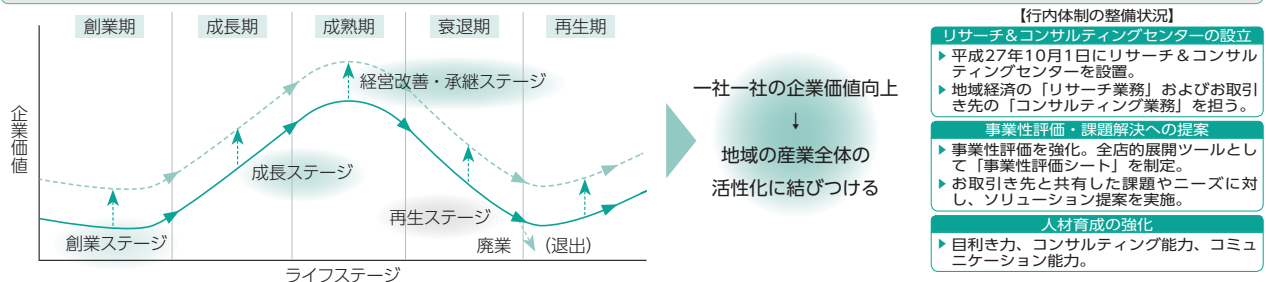 創業期
成長期
成熟期
衰退期
再生期
企業価値
経営改善・承継ステージ
成長ステージ
再生ステージ
創業ステージ
廃業 (退出)
ライフステージ
一社一社の企業価値向上
↓
地域の産業全体の
活性化に結びつける
【行内体制の整備状況】
リサーチ＆コンサルティングセンターの設立
平成27年10月1日にリサーチ＆コンサル
ティングセンターを設置。
地域経済の「リサーチ業務」およびお取引
き先の「コンサルティング業務」を担う。
事業性評価・課題解決への提案
事業性評価を強化。全店的展開ツールとし
て「事業性評価シート」を制定。
お取引き先と共有した課題やニーズに対
し、ソリューション提案を実施。
人材育成の強化
目利き力、コンサルティング能力、コミュ
ニケーション能力。